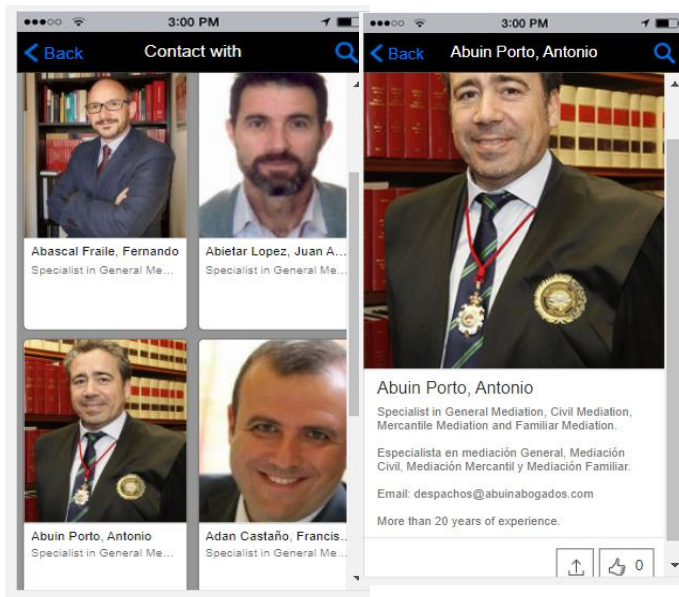 3:00 PM
Back
Contact with
Abascal Fraile, Fernando
Specialist in General Me...
Abietar Lopez, Juan A...
Specialist in General Me...
Abuin Porto, Antonio
Specialist in General Me...
Adan Castaño, Francis...
Specialist in General Me...
3:00 PM
Back
Abuin Porto, Antonio
Abuin Porto, Antonio
Specialist in General Mediation, Civil Mediation,
Mercantile Mediation and Familiar Mediation.
Especialista en mediación General, Mediación
Civil, Mediación Mercantil y Mediación Familiar.
Email: despachos@abuinabogados.com
More than 20 years of experience.
0